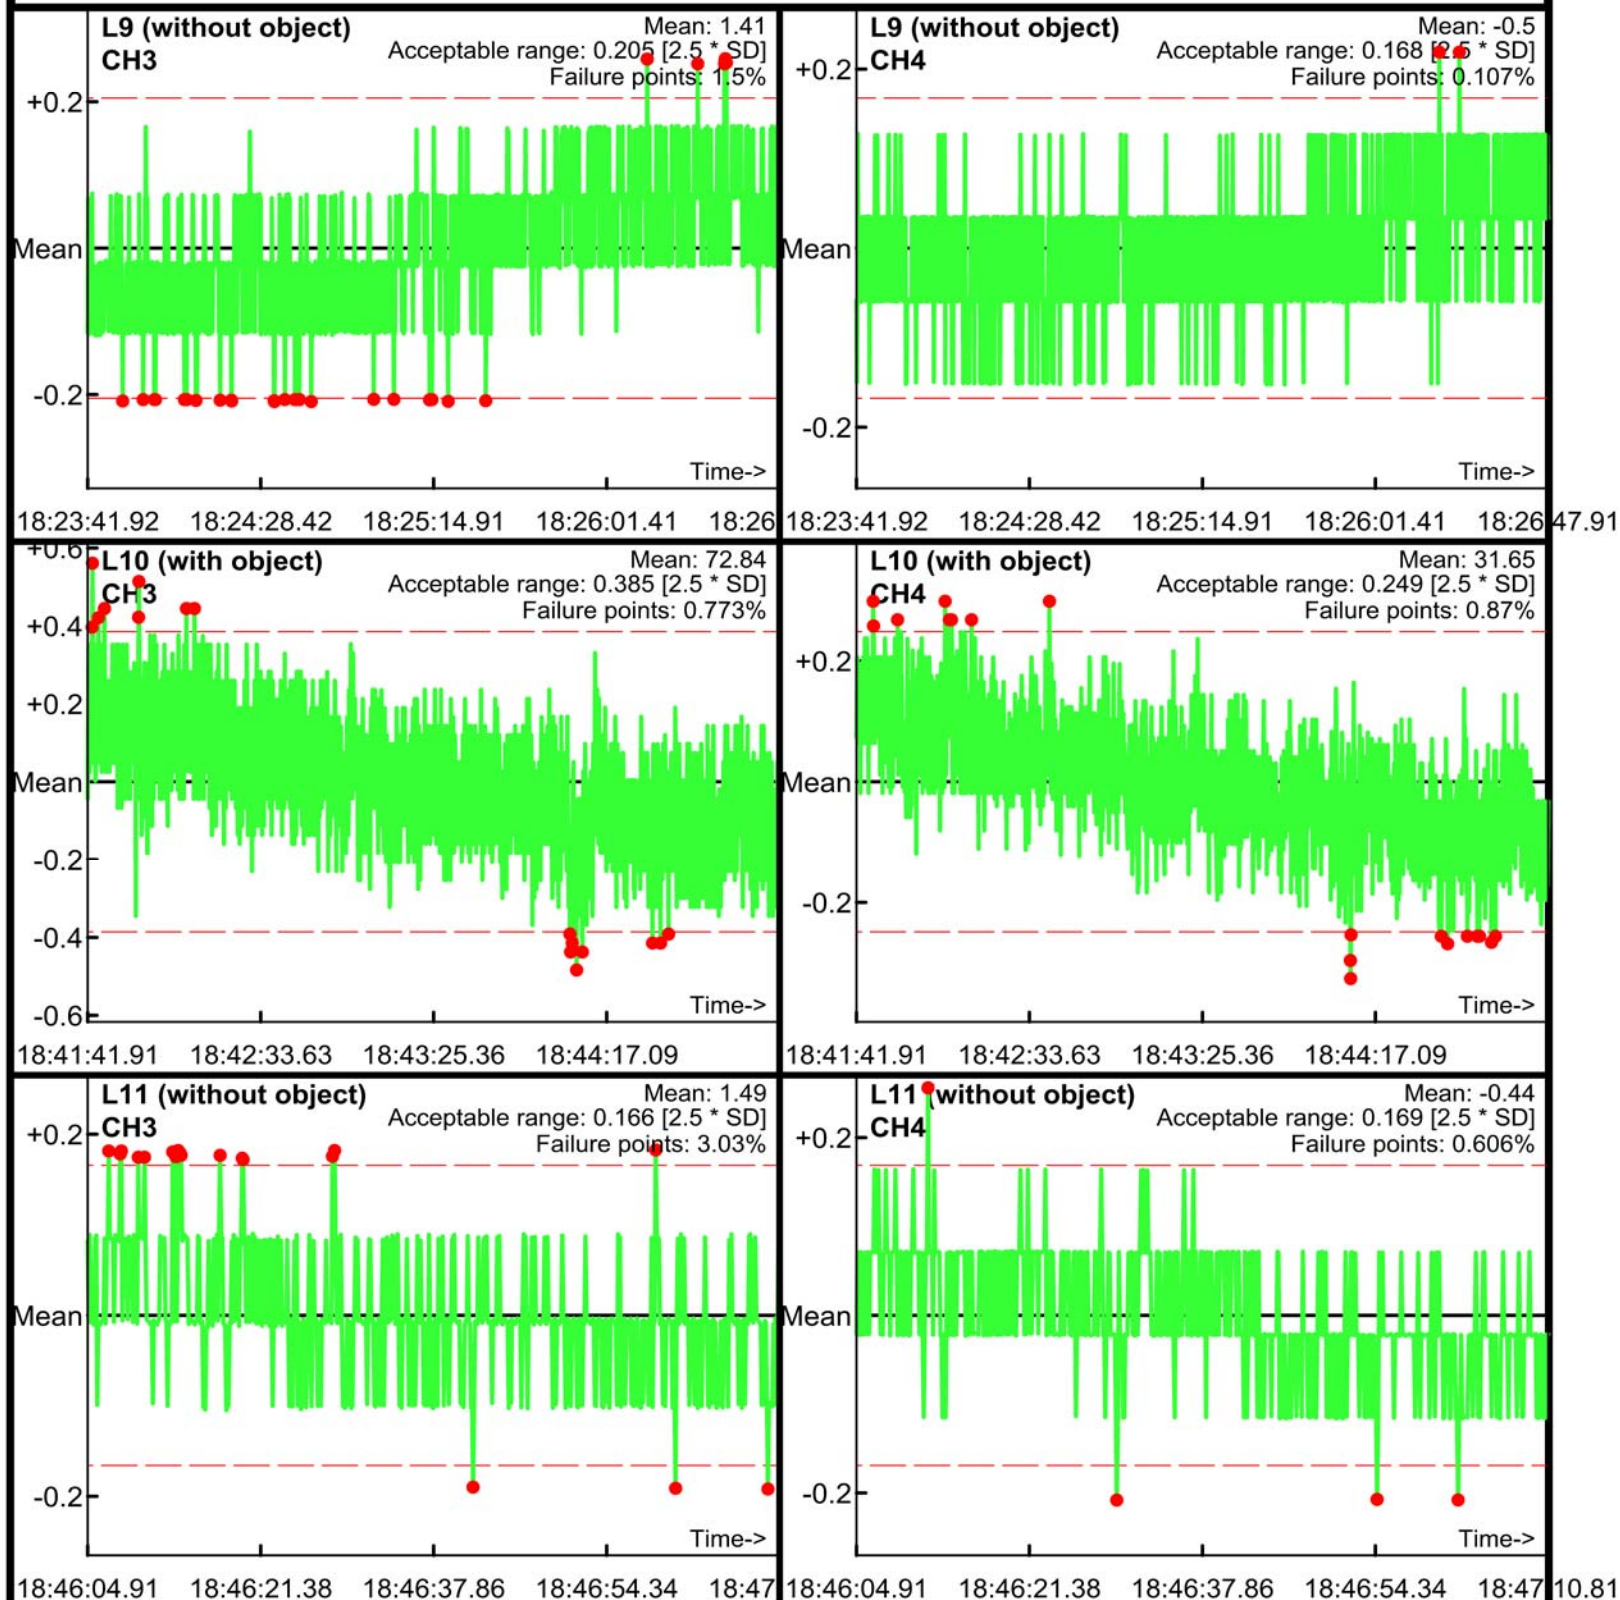 L9 (without object)
Mean: 1.41
CH3
Acceptable range: 0.205 [2.5 * SD]
Failure points: 1.5%
+0.2
Mean
-0.2
Time->
18:23:41.92 18:24:28.42 18:25:14.91 18:26:01.41 18:26
L9 (without object)
Mean: -0.5
CH4
Acceptable range: 0.168 [2.5 * SD]
Failure points: 0.107%
+0.2
Mean
-0.2
Time->
18:23:41.92 18:24:28.42 18:25:14.91 18:26:01.41 18:26:47.91
L10 (with object)
Mean: 72.84
CH3
Acceptable range: 0.385 [2.5 * SD]
Failure points: 0.773%
+0.6
+0.4
+0.2
Mean
-0.2
-0.4
-0.6
Time->
18:41:41.91 18:42:33.63 18:43:25.36 18:44:17.09
L10 (with object)
Mean: 31.65
CH4
Acceptable range: 0.249 [2.5 * SD]
Failure points: 0.87%
+0.2
Mean
-0.2
Time->
18:41:41.91 18:42:33.63 18:43:25.36 18:44:17.09
L11 (without object)
Mean: 1.49
CH3
Acceptable range: 0.166 [2.5 * SD]
Failure points: 3.03%
+0.2
Mean
-0.2
Time->
18:46:04.91 18:46:21.38 18:46:37.86 18:46:54.34 18:47
L11 (without object)
Mean: -0.44
CH4
Acceptable range: 0.169 [2.5 * SD]
Failure points: 0.606%
+0.2
Mean
-0.2
Time->
18:46:04.91 18:46:21.38 18:46:37.86 18:46:54.34 18:47:10.81